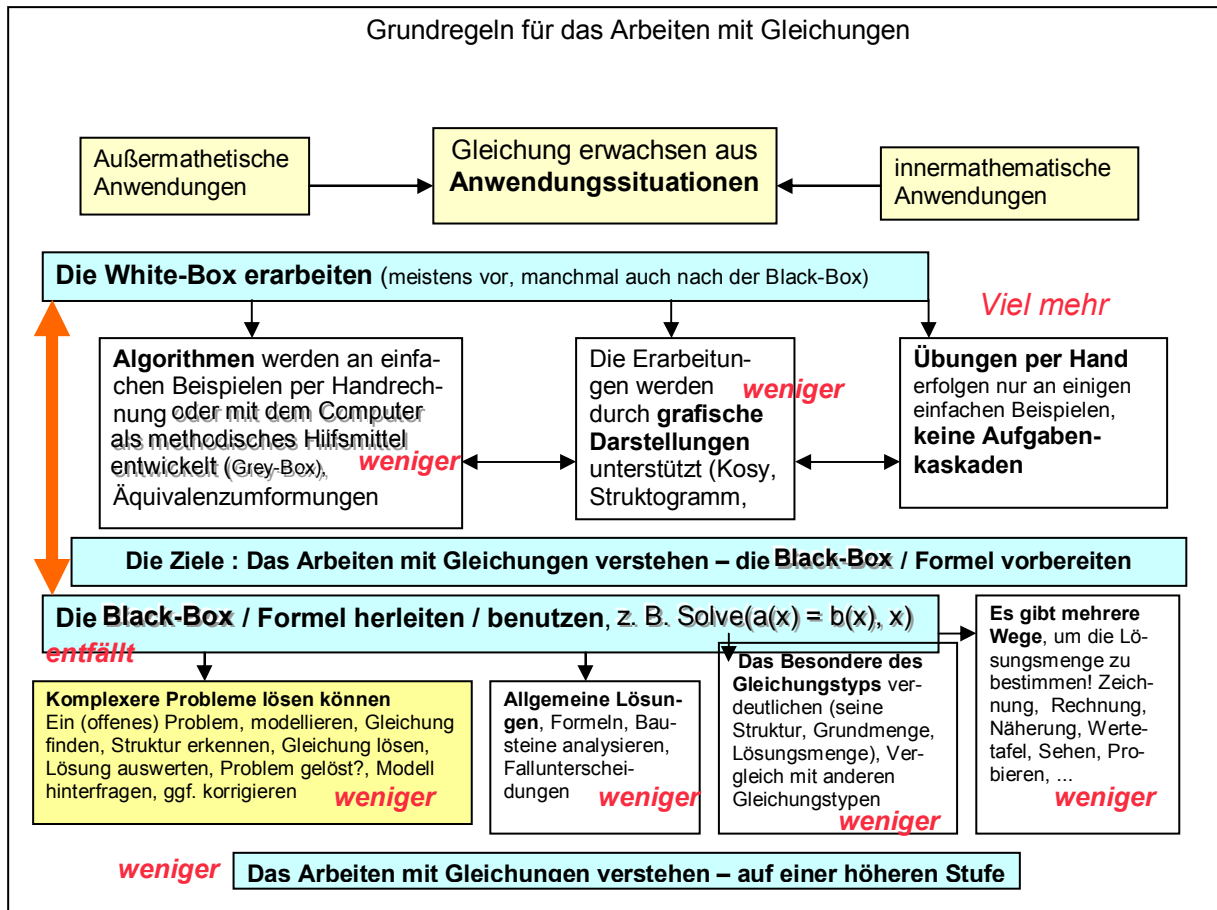 Grundregeln für das Arbeiten mit Gleichungen
Außermathetische
Anwendungen
Gleichung erwachsen aus
Anwendungssituationen
innermathematische
Anwendungen
Die White-Box erarbeiten (meistens vor, manchmal auch nach der Black-Box)
Viel mehr
Algorithmen werden an einfa-
chen Beispielen per Handrech-
nung oder mit dem Computer
als methodisches Hilfsmittel
entwickelt (Grey-Box),
Äquivalenzumformungen
weniger
Die Erarbeitun-
gen werden
durch grafische
Darstellungen
unterstützt (Kosy,
Struktogramm,
weniger
Übungen per Hand
erfolgen nur an einigen
einfachen Beispielen,
keine Aufgaben-
kaskaden
Die Ziele : Das Arbeiten mit Gleichungen verstehen – die Black-Box / Formel vorbereiten
Die Black-Box / Formel herleiten / benutzen, z. B. Solve(a(x) = b(x), x)
entfällt
Komplexere Probleme lösen können
Ein (offenes) Problem, modellieren, Gleichung
finden, Struktur erkennen, Gleichung lösen,
Lösung auswerten, Problem gelöst?, Modell
hinterfragen, ggf. korrigieren
weniger
Allgemeine Lösun-
gen, Formeln, Bau-
steine analysieren,
Fallunterschei-
dungen
weniger
Das Besondere des
Gleichungstyps ver-
deutlichen (seine
Struktur, Grundmenge,
Lösungsmenge), Ver-
gleich mit anderen
Gleichungstypen
weniger
Es gibt mehrere
Wege, um die Lö-
sungsmenge zu
bestimmen! Zeich-
nung, Rechnung,
Näherung, Werte-
tafel, Sehen, Pro-
bieren, ...
weniger
weniger
Das Arbeiten mit Gleichungen verstehen – auf einer höheren Stufe